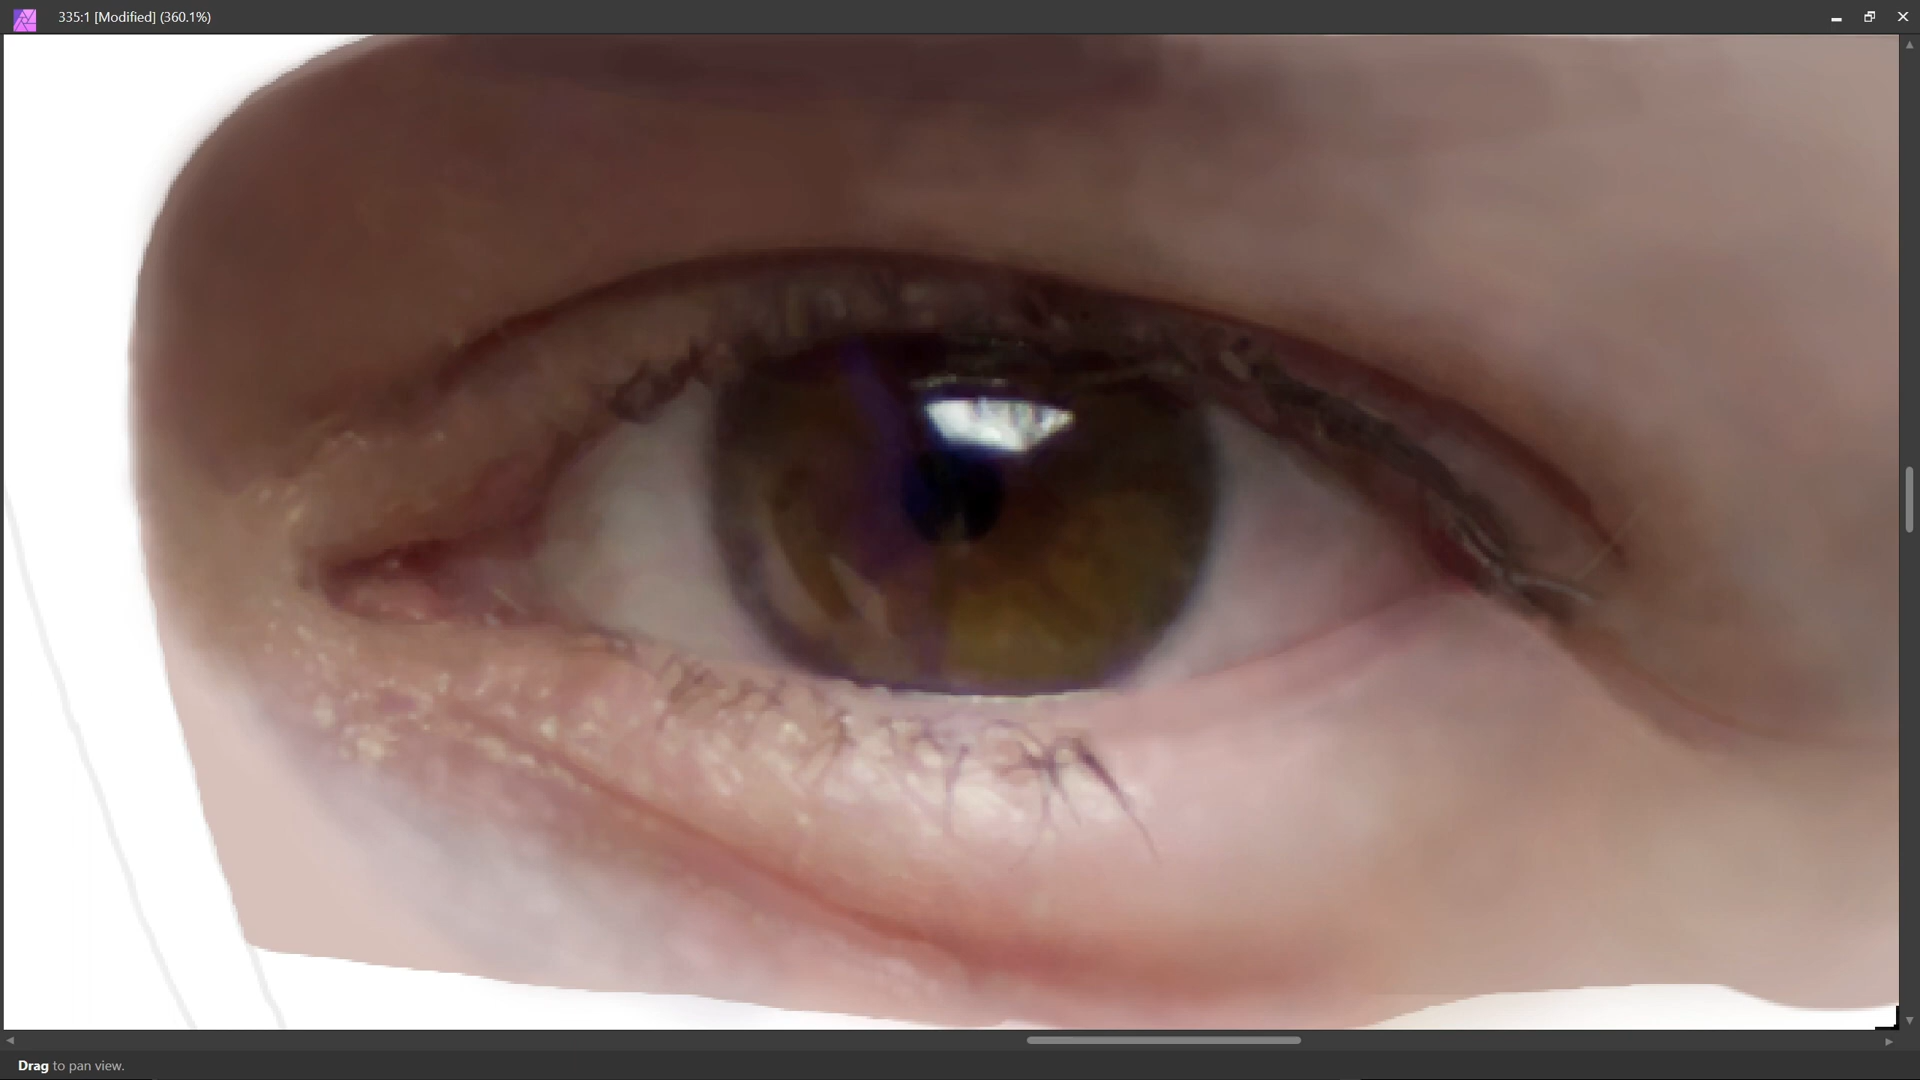 335:1 [Modified] (360.1%)
Drag to pan view.